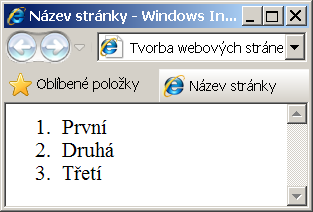 Název stránky - Windows In...
Tvorba webových stráne
Oblíbené položky
Název stránky
1. První
2. Druhá
3. Třetí